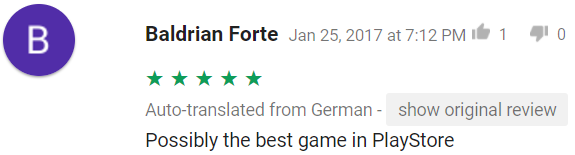 B
Baldrian Forte Jan 25, 2017 at 7:12 PM 1 0
Auto-translated from German - show original review
Possibly the best game in PlayStore